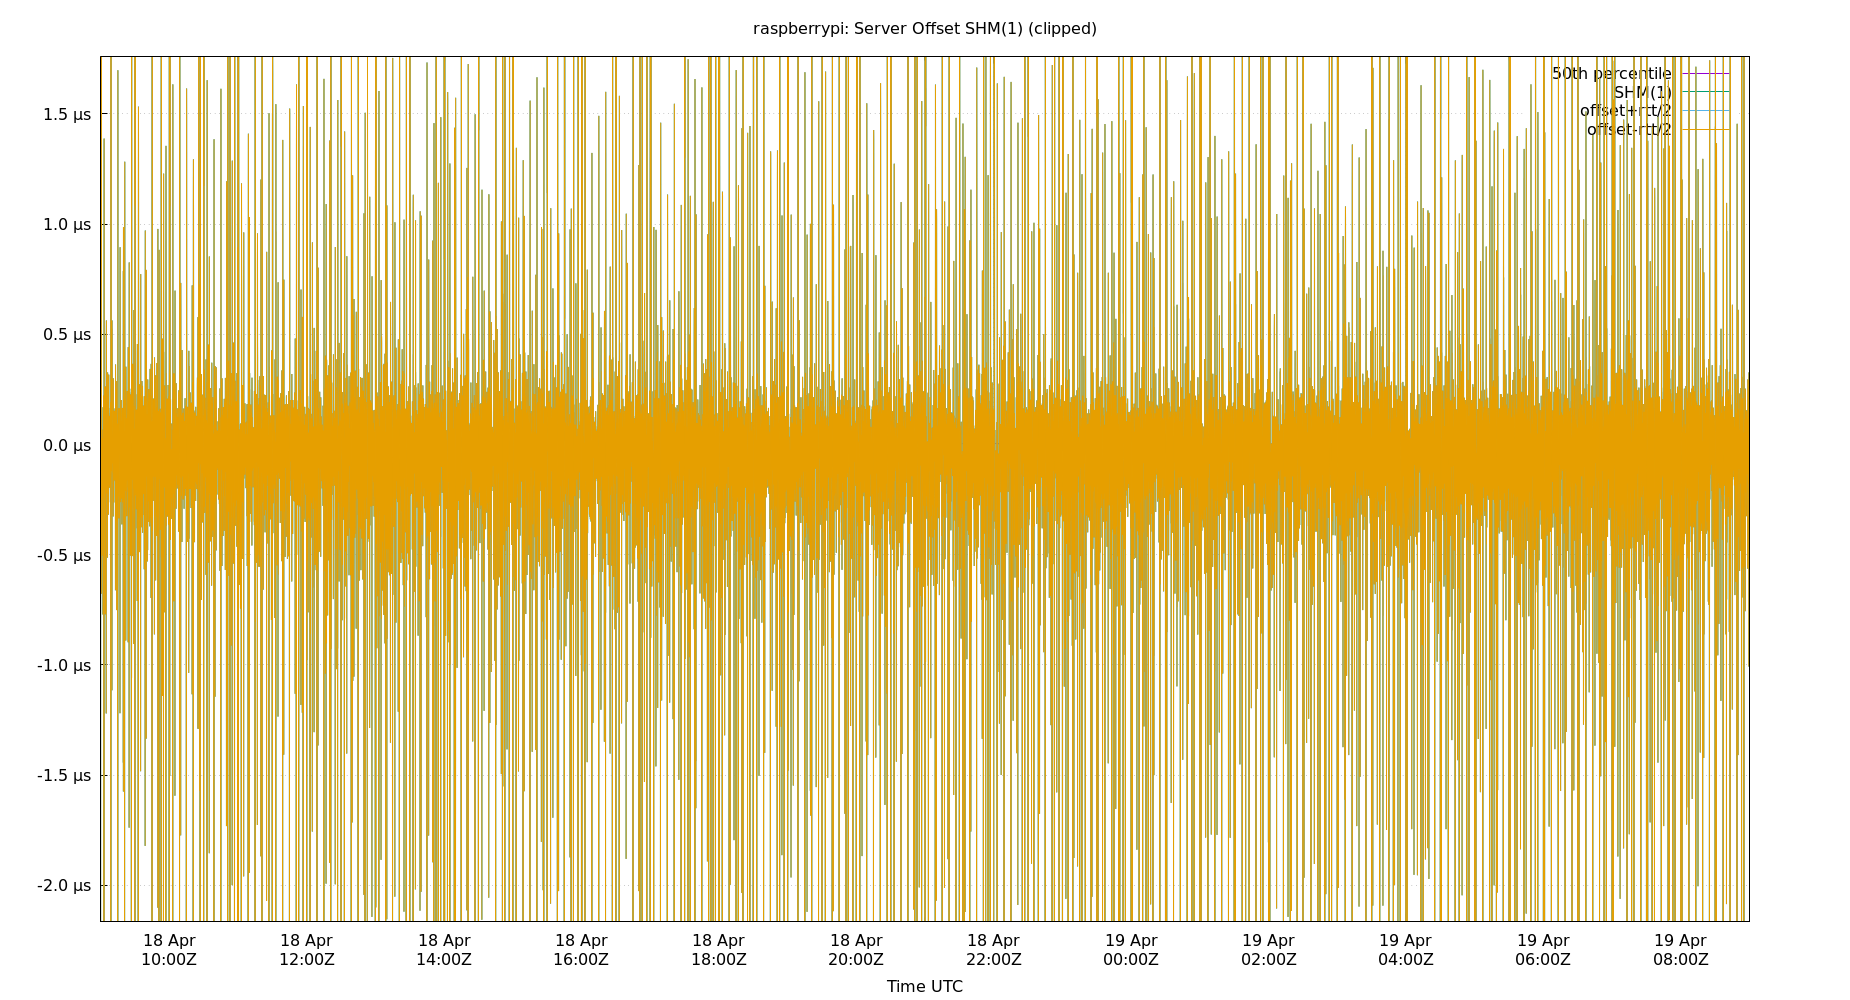 raspberrypi: Server Offset SHM(1) (clipped)
50th percentile
SHM(1)
offset+rtt/2
offset-rtt/2
1.5 µs
1.0 µs
0.5 µs
0.0 µs
-0.5 µs
-1.0 µs
-1.5 µs
-2.0 µs
18 Apr 18 Apr 18 Apr 18 Apr 18 Apr 18 Apr 18 Apr 19 Apr 19 Apr 19 Apr 19 Apr 19 Apr
10:00Z 12:00Z 14:00Z 16:00Z 18:00Z 20:00Z 22:00Z 00:00Z 02:00Z 04:00Z 06:00Z 08:00Z
Time UTC